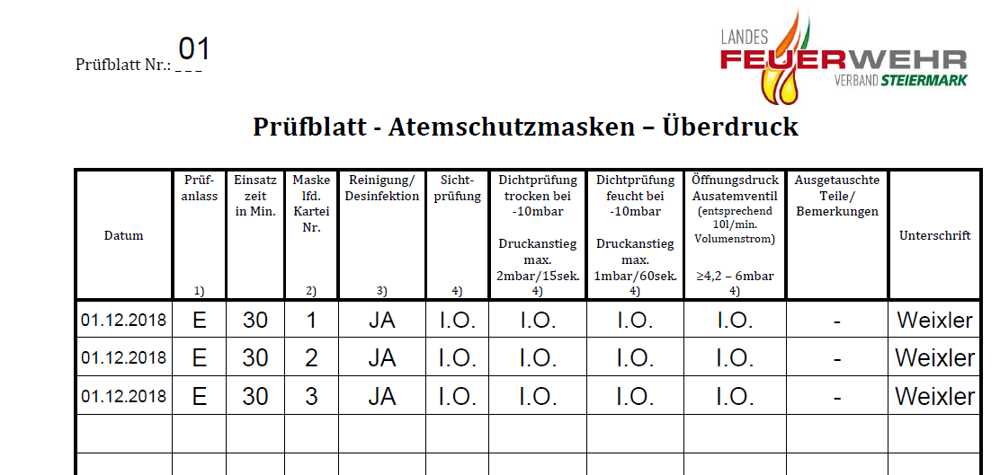 01
Prüfblatt Nr.: _ _ _
LANDES
FEUERWEHR
VERBAND STEIERMARK
Prüfblatt - Atemschutzmasken – Überdruck
Datum
Prüf-
anlass
1)
Einsatz
zeit
in Min.
Maske
lfd.
Kartei
Nr.
2)
Reinigung/
Desinfektion
3)
Sicht-
prüfung
4)
Dichtprüfung
trocken bei
-10mbar
Druckanstieg
max.
2mbar/15sek.
4)
Dichtprüfung
feucht bei
-10mbar
Druckanstieg
max.
1mbar/60sek.
4)
Öffnungsdruck
Ausatemventil
(entsprechend
10l/min.
Volumenstrom)
≥4,2 – 6mbar
4)
Ausgetauschte
Teile/
Bemerkungen
Unterschrift
01.12.2018 E 30 1 JA I.O. I.O. I.O. I.O. - Weixler
01.12.2018 E 30 2 JA I.O. I.O. I.O. I.O. - Weixler
01.12.2018 E 30 3 JA I.O. I.O. I.O. I.O. - Weixler